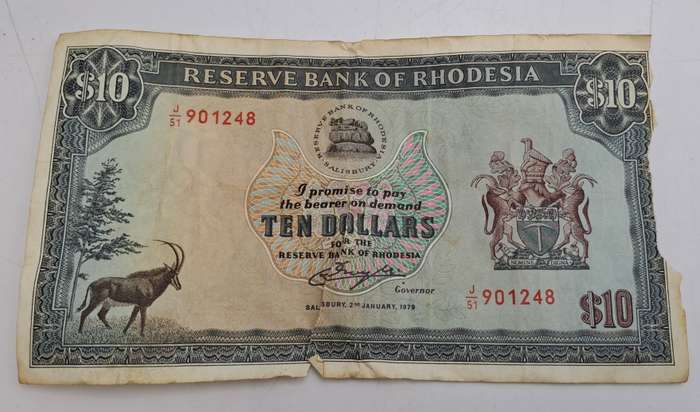 RESERVE BANK OF RHODESIA
$10
$10
J/51 901248
RESERVE BANK OF RHODESIA
SALISBURY
I promise to pay
the bearer on demand
TEN DOLLARS
FOR THE
RESERVE BANK OF RHODESIA
Governor
J/51 901248
SALISBURY, 2ND JANUARY, 1979
$10